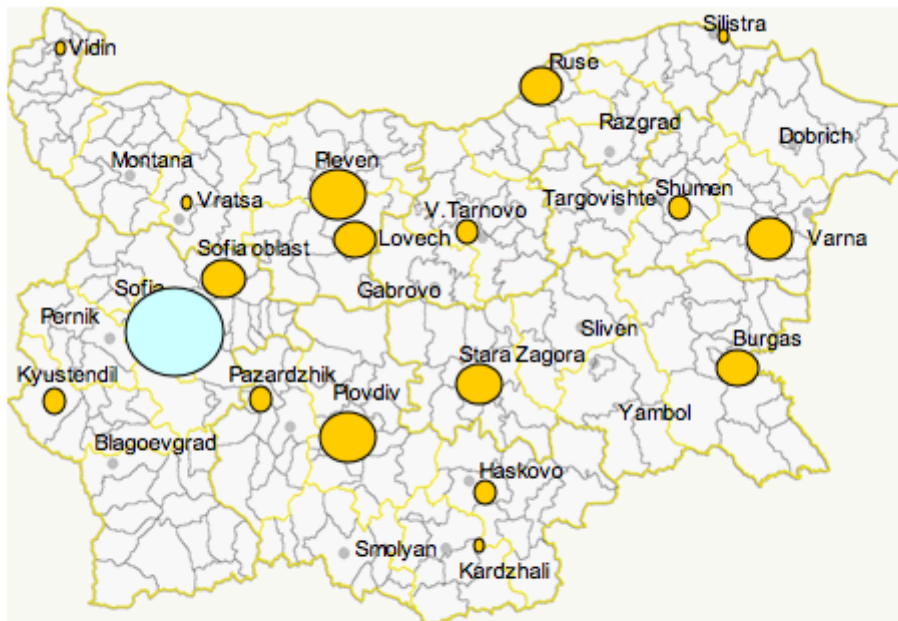 Silistra
Vidin
Ruse
Razgrad
Dobrich
Montana
Pleven
Vratsa
Targovishte
Shumen
V.Tarnovo
Lovech
Varna
Sofia oblast
Sofia
Gabrovo
Pernik
Sliven
Burgas
Kyustendil
Pazardzhik
Plovdiv
Stara Zagora
Yambol
Blagoevgrad
Haskovo
Smolyan
Kardzhali